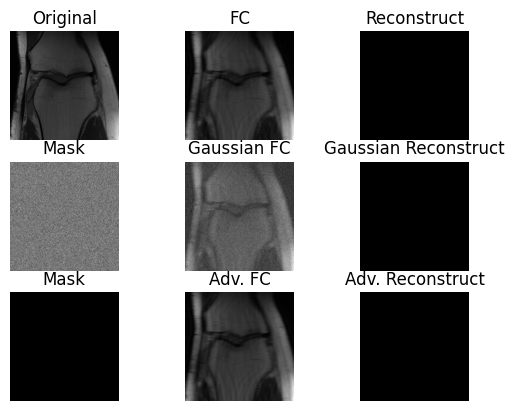 Original
FC
Reconstruct
Mask
Gaussian FC
Gaussian Reconstruct
Mask
Adv. FC
Adv. Reconstruct